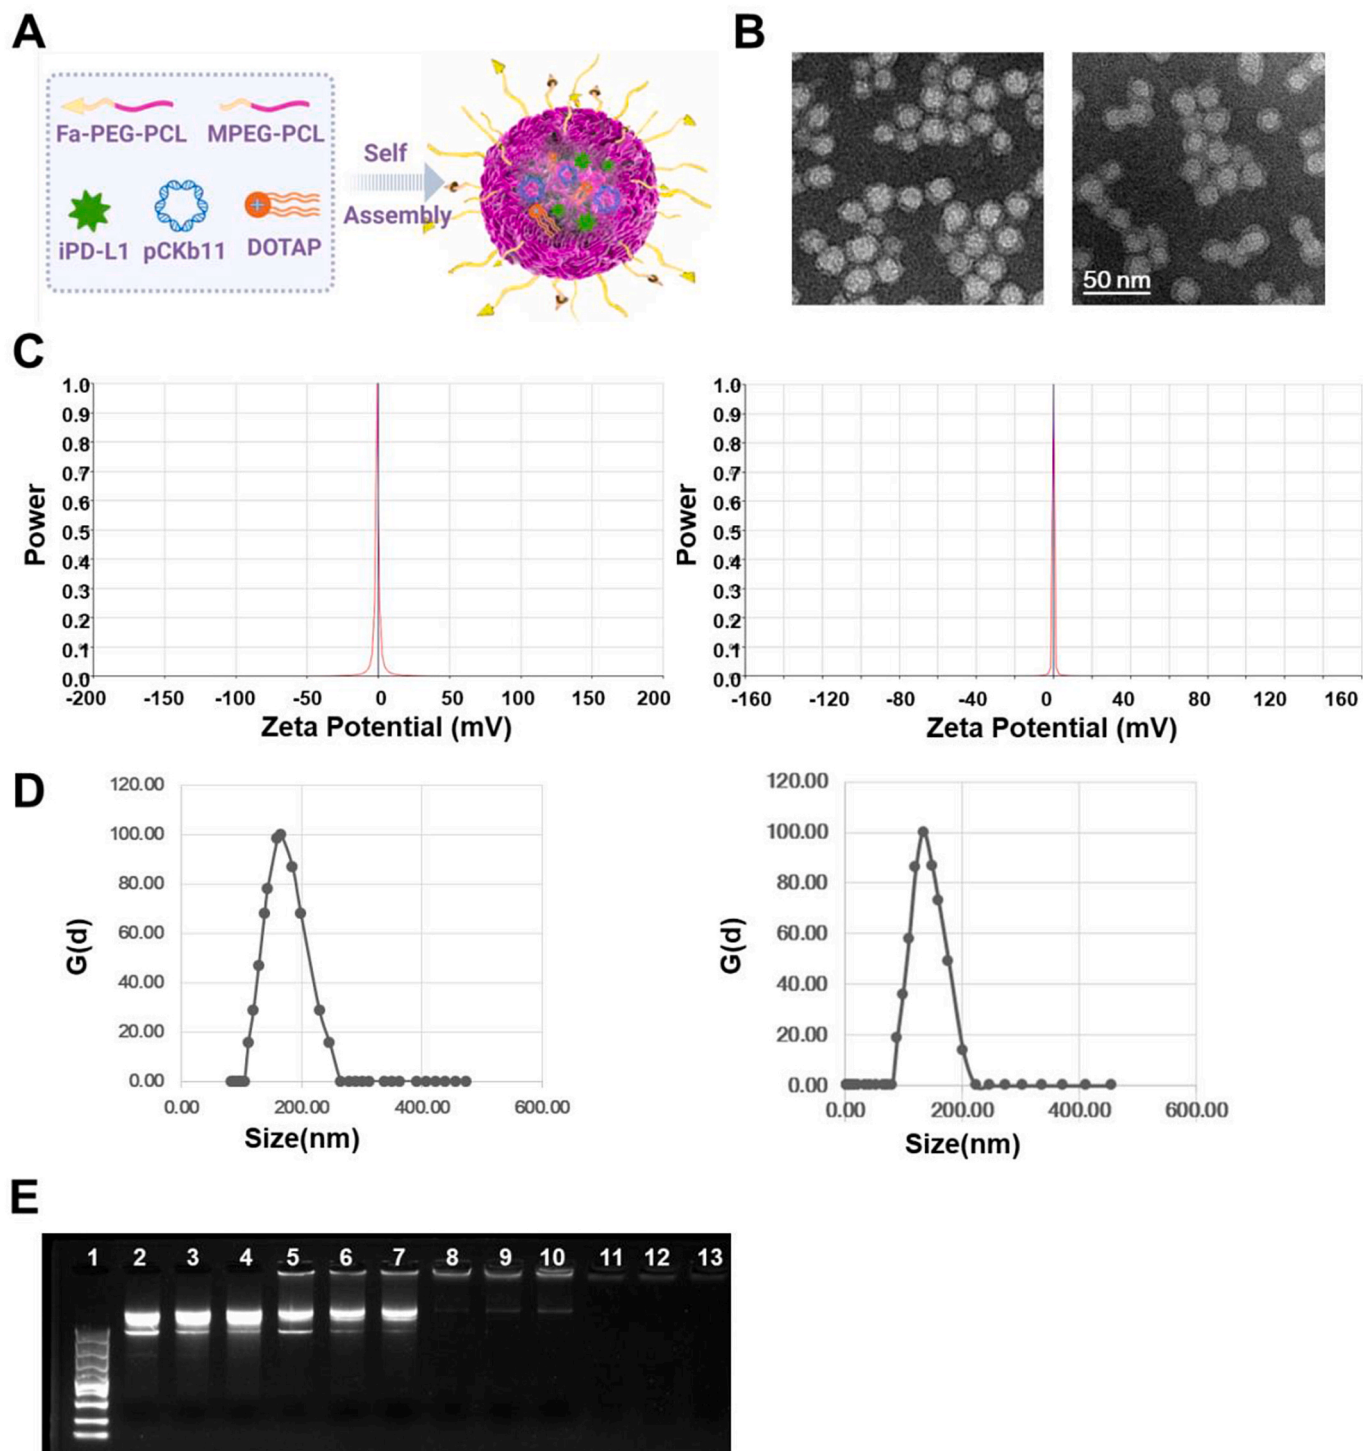 A
Fa-PEG-PCL MPEG-PCL
iPD-L1 pCKb11 DOTAP
Self
Assembly
B
50 nm
C
Power
1.0
0.9
0.8
0.7
0.6
0.5
0.4
0.3
0.2
0.1
0.0
-200 -150 -100 -50 0 50 100 150 200
Zeta Potential (mV)
Power
1.0
0.9
0.8
0.7
0.6
0.5
0.4
0.3
0.2
0.1
0.0
-160 -120 -80 -40 0 40 80 120 160
Zeta Potential (mV)
D
G(d)
120.00
100.00
80.00
60.00
40.00
20.00
0.00
0.00 200.00 400.00 600.00
Size(nm)
G(d)
120.00
100.00
80.00
60.00
40.00
20.00
0.00
0.00 200.00 400.00 600.00
Size(nm)
E
1 2 3 4 5 6 7 8 9 10 11 12 13